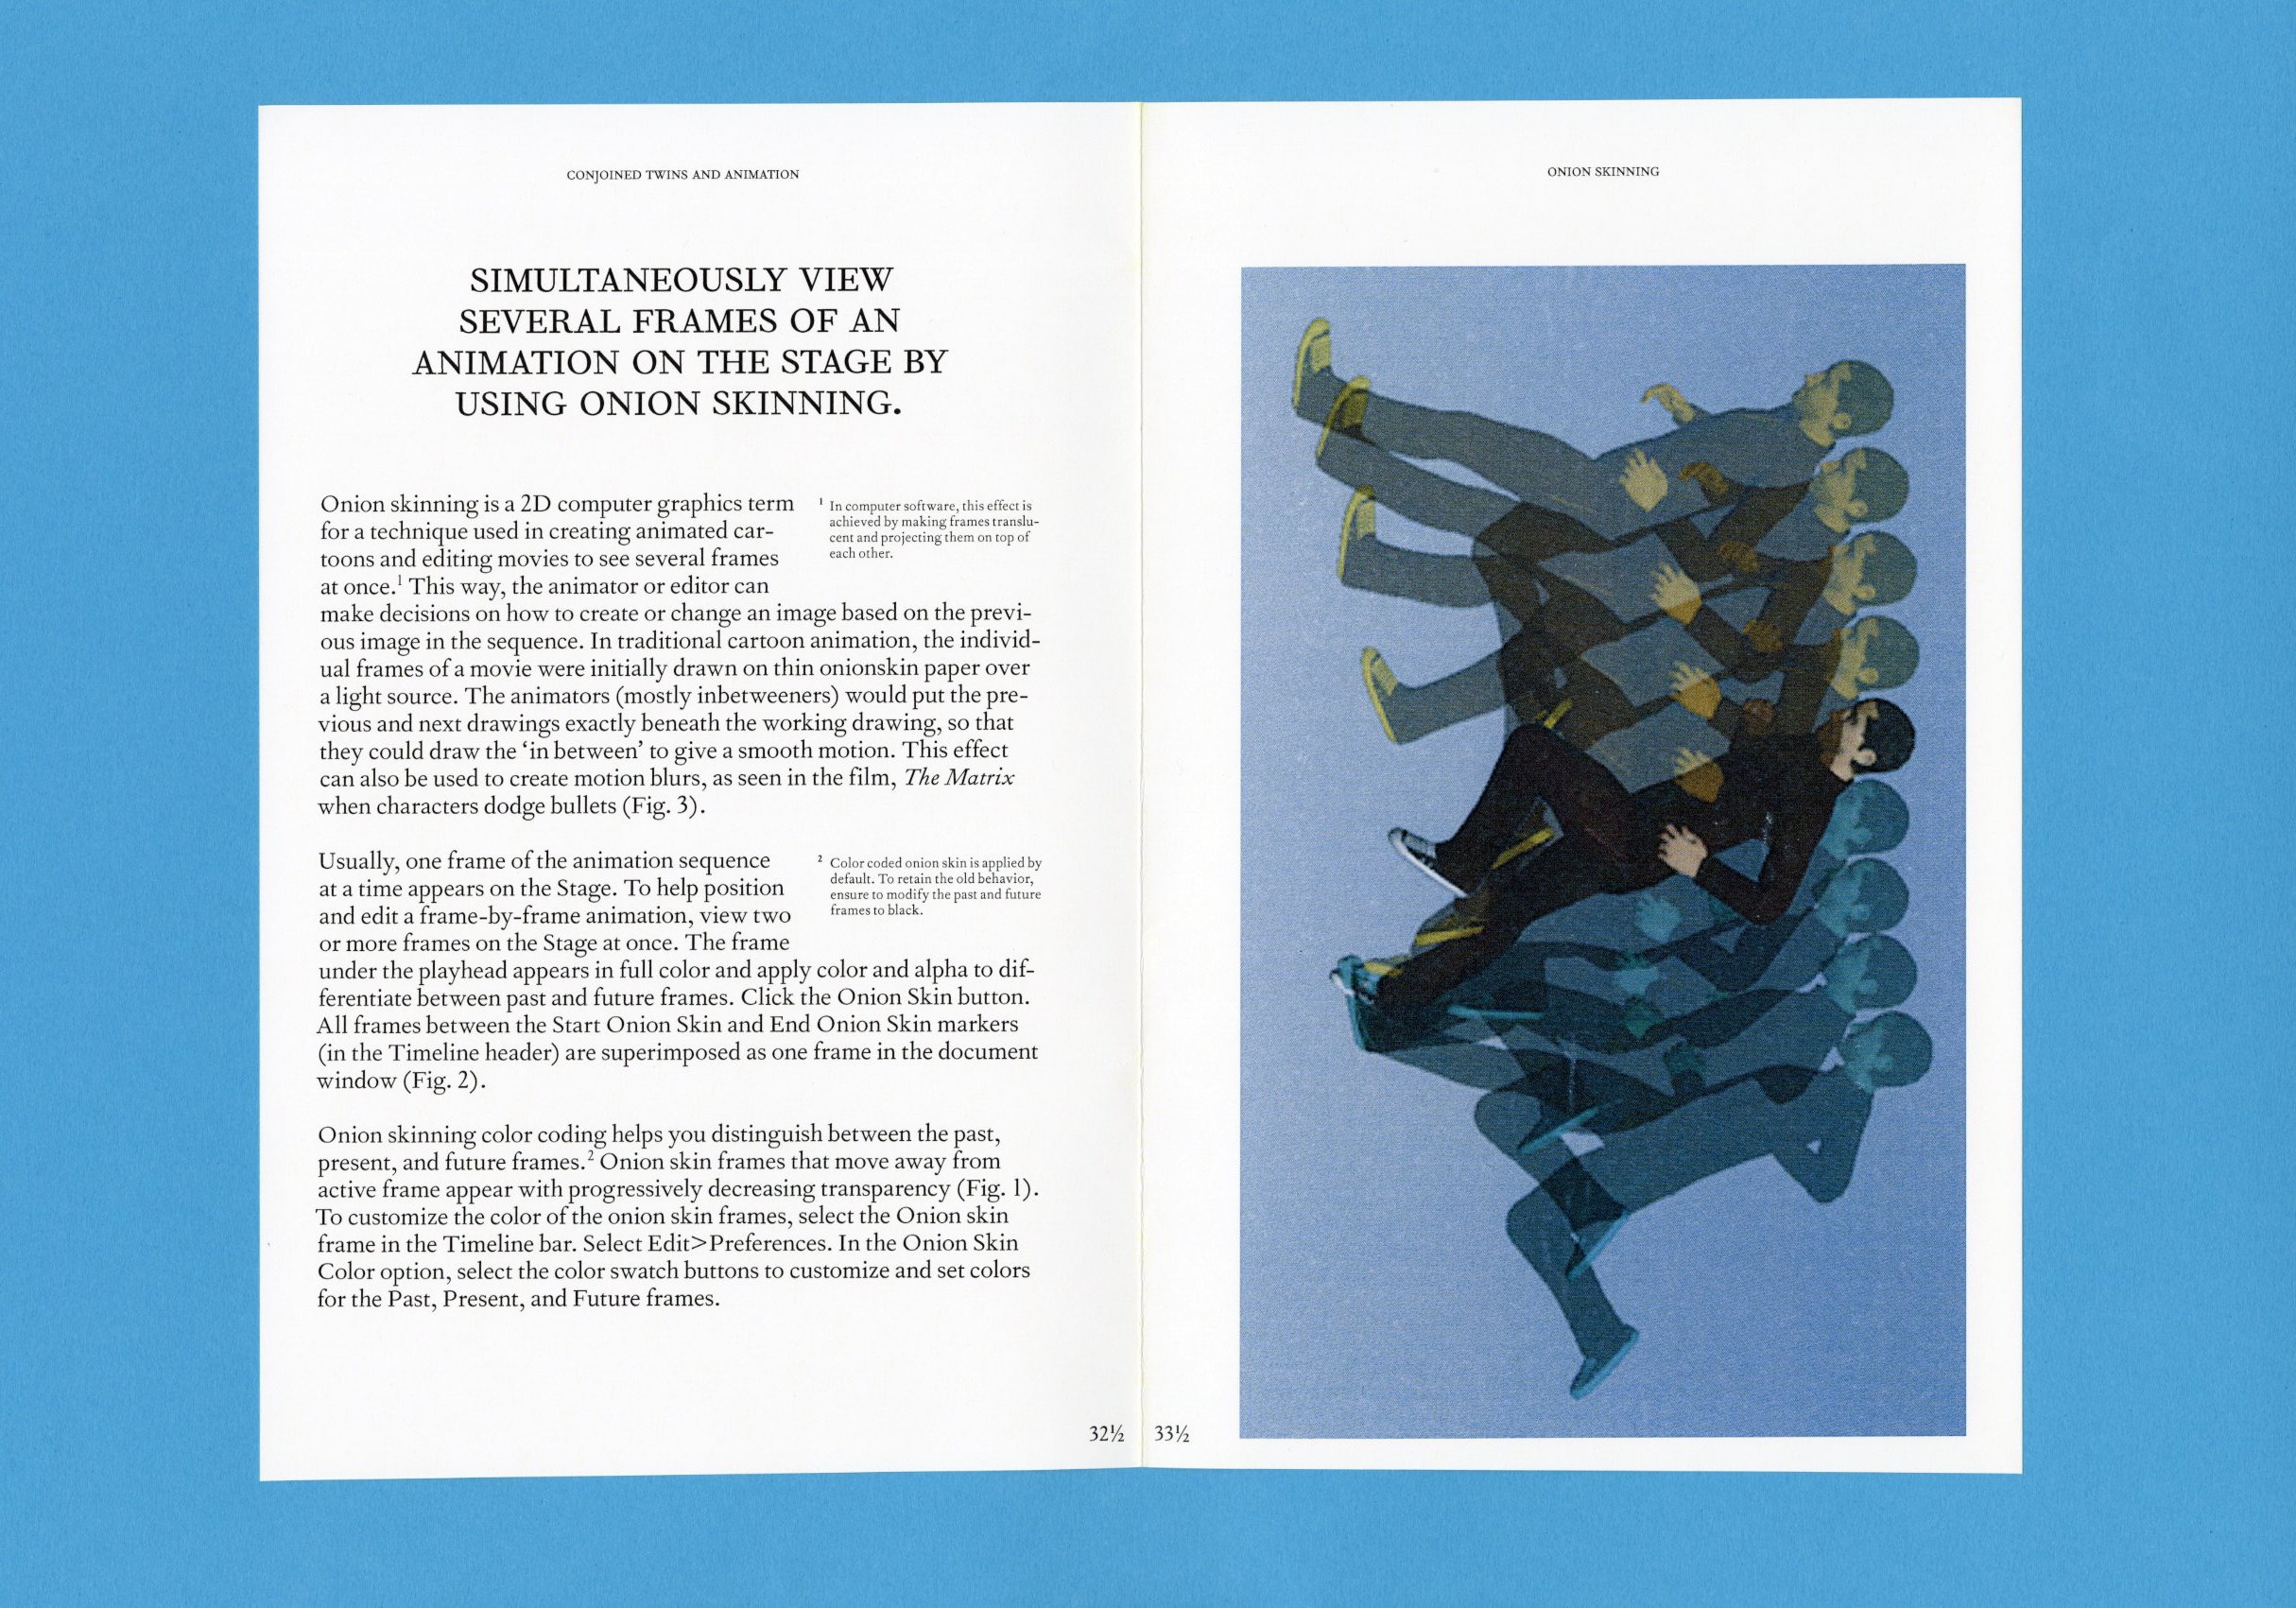 CONJOINED TWINS AND ANIMATION
SIMULTANEOUSLY VIEW
SEVERAL FRAMES OF AN
ANIMATION ON THE STAGE BY
USING ONION SKINNING.
Onion skinning is a 2D computer graphics term
for a technique used in creating animated car-
toons and editing movies to see several frames
at once.¹ This way, the animator or editor can
make decisions on how to create or change an image based on the previ-
ous image in the sequence. In traditional cartoon animation, the individ-
ual frames of a movie were initially drawn on thin onionskin paper over
a light source. The animators (mostly inbetweeners) would put the pre-
vious and next drawings exactly beneath the working drawing, so that
they could draw the ‘in between’ to give a smooth motion. This effect
can also be used to create motion blurs, as seen in the film, The Matrix
when characters dodge bullets (Fig. 3).
¹ In computer software, this effect is
achieved by making frames translu-
cent and projecting them on top of
each other.
Usually, one frame of the animation sequence
at a time appears on the Stage. To help position
and edit a frame-by-frame animation, view two
or more frames on the Stage at once. The frame
under the playhead appears in full color and apply color and alpha to dif-
ferentiate between past and future frames. Click the Onion Skin button.
All frames between the Start Onion Skin and End Onion Skin markers
(in the Timeline header) are superimposed as one frame in the document
window (Fig. 2).
² Color coded onion skin is applied by
default. To retain the old behavior,
ensure to modify the past and future
frames to black.
Onion skinning color coding helps you distinguish between the past,
present, and future frames.² Onion skin frames that move away from
active frame appear with progressively decreasing transparency (Fig. 1).
To customize the color of the onion skin frames, select the Onion skin
frame in the Timeline bar. Select Edit>Preferences. In the Onion Skin
Color option, select the color swatch buttons to customize and set colors
for the Past, Present, and Future frames.
32½
ONION SKINNING
33½